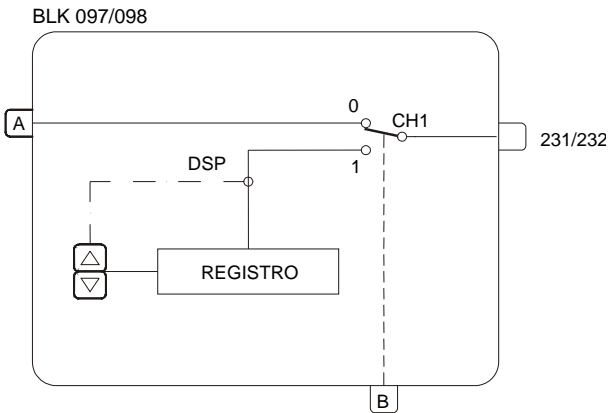 BLK 097/098
0
A
CH1
231/232
DSP
1
REGISTRO
B